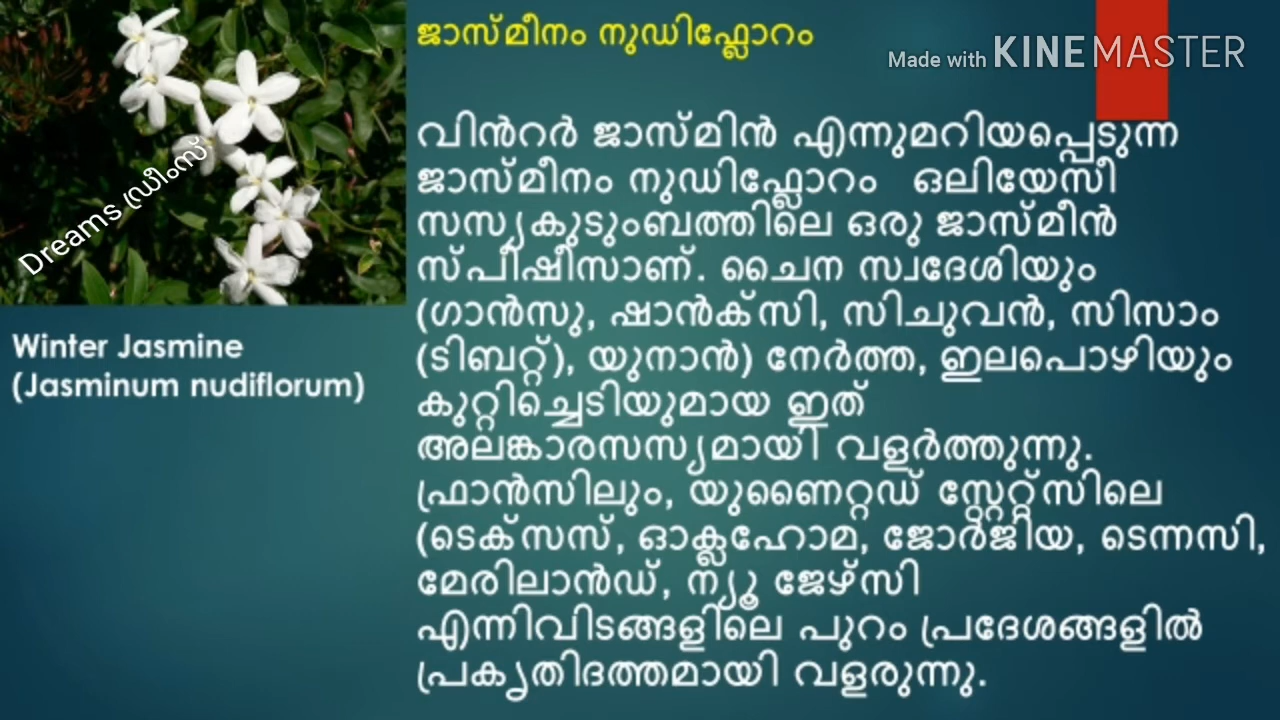 ജാസ്മീനം നുഡിഫ്ലോറം
Made with KINEMASTER
വിൻറർ ജാസ്മിൻ എന്നുമറിയപ്പെടുന്ന
ജാസ്മീനം നുഡിഫ്ലോറം ഒലിയേസീ
സസ്യകുടുംബത്തിലെ ഒരു ജാസ്മീൻ
സ്പീഷീസാണ്. ചൈന സ്വദേശിയും
(ഗാൻസു, ഷാൻക്സി, സിചുവൻ, സിസാം
(ടിബറ്റ്), യുനാൻ) നേർത്ത, ഇലപൊഴിയും
കുറ്റിച്ചെടിയുമായ ഇത്
അലങ്കാരസസ്യമായി വളർത്തുന്നു.
ഫ്രാൻസിലും, യുണൈറ്റഡ് സ്റ്റേറ്റ്സിലെ
(ടെക്സസ്, ഓക്ലഹോമ, ജോർജിയ, ടെന്നസി,
മേരിലാൻഡ്, ന്യൂ ജേഴ്സി
എന്നിവിടങ്ങളിലെ പുറം പ്രദേശങ്ങളിൽ
പ്രകൃതിദത്തമായി വളരുന്നു.
Dreams ഡ്രീംസ്
Winter Jasmine
(Jasminum nudiflorum)